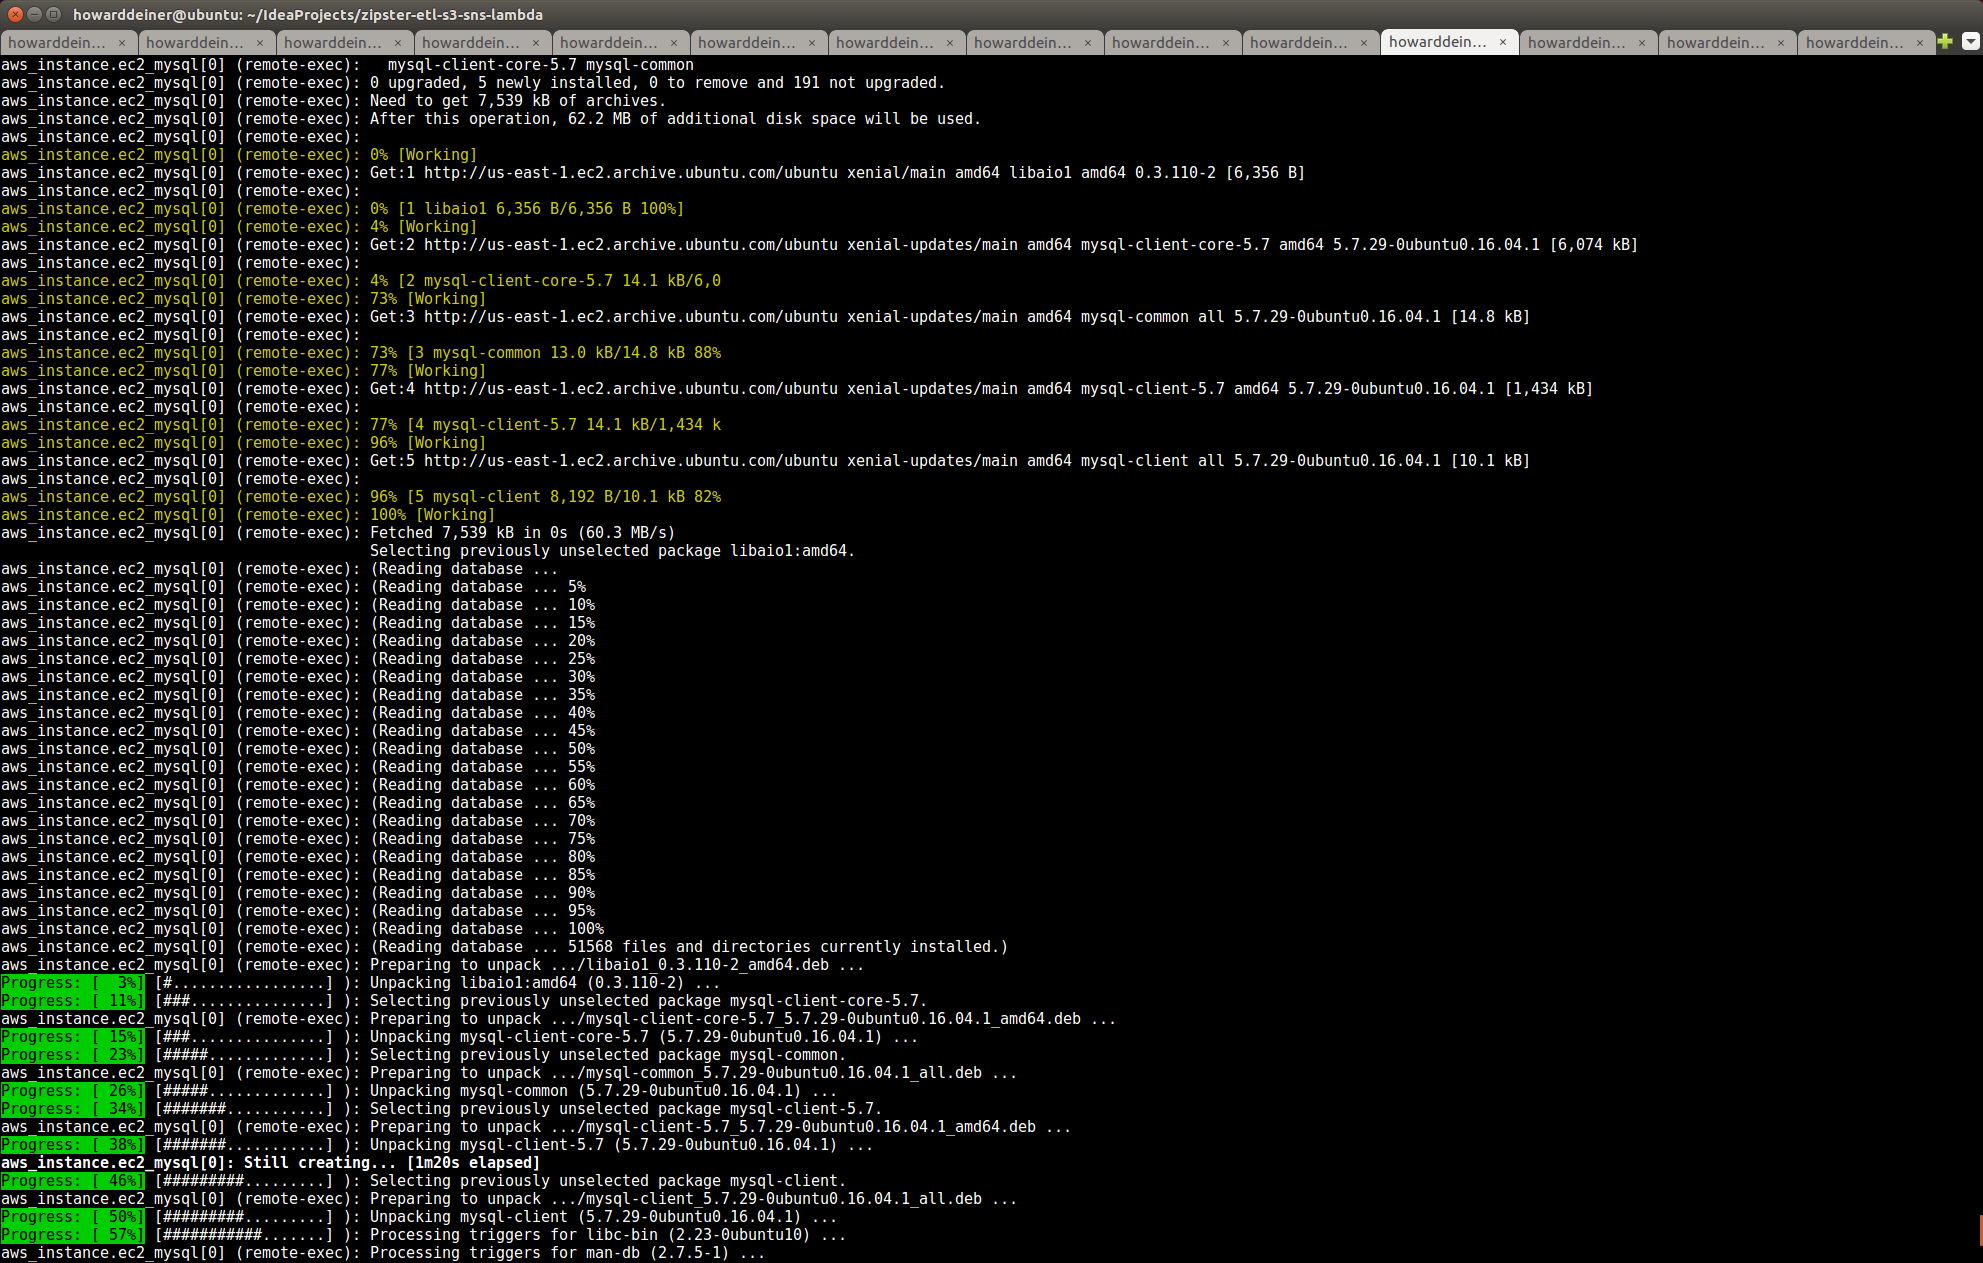 howarddeiner@ubuntu: ~/IdeaProjects/zipster-etl-s3-sns-lambda
howarddein... × howarddein... × howarddein... × howarddein... × howarddein... × howarddein... × howarddein... × howarddein... × howarddein... × howarddein... × howarddein... × howarddein... × howarddein... × howarddein... ×
aws_instance.ec2_mysql[0] (remote-exec):   mysql-client-core-5.7 mysql-common
aws_instance.ec2_mysql[0] (remote-exec): 0 upgraded, 5 newly installed, 0 to remove and 191 not upgraded.
aws_instance.ec2_mysql[0] (remote-exec): Need to get 7,539 kB of archives.
aws_instance.ec2_mysql[0] (remote-exec): After this operation, 62.2 MB of additional disk space will be used.
aws_instance.ec2_mysql[0] (remote-exec):
aws_instance.ec2_mysql[0] (remote-exec): 0% [Working]
aws_instance.ec2_mysql[0] (remote-exec): Get:1 http://us-east-1.ec2.archive.ubuntu.com/ubuntu xenial/main amd64 libaio1 amd64 0.3.110-2 [6,356 B]
aws_instance.ec2_mysql[0] (remote-exec):
aws_instance.ec2_mysql[0] (remote-exec): 0% [1 libaio1 6,356 B/6,356 B 100%]
aws_instance.ec2_mysql[0] (remote-exec): 4% [Working]
aws_instance.ec2_mysql[0] (remote-exec): Get:2 http://us-east-1.ec2.archive.ubuntu.com/ubuntu xenial-updates/main amd64 mysql-client-core-5.7 amd64 5.7.29-0ubuntu0.16.04.1 [6,074 kB]
aws_instance.ec2_mysql[0] (remote-exec):
aws_instance.ec2_mysql[0] (remote-exec): 4% [2 mysql-client-core-5.7 14.1 kB/6,0
aws_instance.ec2_mysql[0] (remote-exec): 73% [Working]
aws_instance.ec2_mysql[0] (remote-exec): Get:3 http://us-east-1.ec2.archive.ubuntu.com/ubuntu xenial-updates/main amd64 mysql-common all 5.7.29-0ubuntu0.16.04.1 [14.8 kB]
aws_instance.ec2_mysql[0] (remote-exec):
aws_instance.ec2_mysql[0] (remote-exec): 73% [3 mysql-common 13.0 kB/14.8 kB 88%
aws_instance.ec2_mysql[0] (remote-exec): 77% [Working]
aws_instance.ec2_mysql[0] (remote-exec): Get:4 http://us-east-1.ec2.archive.ubuntu.com/ubuntu xenial-updates/main amd64 mysql-client-5.7 amd64 5.7.29-0ubuntu0.16.04.1 [1,434 kB]
aws_instance.ec2_mysql[0] (remote-exec):
aws_instance.ec2_mysql[0] (remote-exec): 77% [4 mysql-client-5.7 14.1 kB/1,434 k
aws_instance.ec2_mysql[0] (remote-exec): 96% [Working]
aws_instance.ec2_mysql[0] (remote-exec): Get:5 http://us-east-1.ec2.archive.ubuntu.com/ubuntu xenial-updates/main amd64 mysql-client all 5.7.29-0ubuntu0.16.04.1 [10.1 kB]
aws_instance.ec2_mysql[0] (remote-exec):
aws_instance.ec2_mysql[0] (remote-exec): 96% [5 mysql-client 8,192 B/10.1 kB 82%
aws_instance.ec2_mysql[0] (remote-exec): 100% [Working]
aws_instance.ec2_mysql[0] (remote-exec): Fetched 7,539 kB in 0s (60.3 MB/s)
Selecting previously unselected package libaio1:amd64.
aws_instance.ec2_mysql[0] (remote-exec): (Reading database ...
aws_instance.ec2_mysql[0] (remote-exec): (Reading database ... 5%
aws_instance.ec2_mysql[0] (remote-exec): (Reading database ... 10%
aws_instance.ec2_mysql[0] (remote-exec): (Reading database ... 15%
aws_instance.ec2_mysql[0] (remote-exec): (Reading database ... 20%
aws_instance.ec2_mysql[0] (remote-exec): (Reading database ... 25%
aws_instance.ec2_mysql[0] (remote-exec): (Reading database ... 30%
aws_instance.ec2_mysql[0] (remote-exec): (Reading database ... 35%
aws_instance.ec2_mysql[0] (remote-exec): (Reading database ... 40%
aws_instance.ec2_mysql[0] (remote-exec): (Reading database ... 45%
aws_instance.ec2_mysql[0] (remote-exec): (Reading database ... 50%
aws_instance.ec2_mysql[0] (remote-exec): (Reading database ... 55%
aws_instance.ec2_mysql[0] (remote-exec): (Reading database ... 60%
aws_instance.ec2_mysql[0] (remote-exec): (Reading database ... 65%
aws_instance.ec2_mysql[0] (remote-exec): (Reading database ... 70%
aws_instance.ec2_mysql[0] (remote-exec): (Reading database ... 75%
aws_instance.ec2_mysql[0] (remote-exec): (Reading database ... 80%
aws_instance.ec2_mysql[0] (remote-exec): (Reading database ... 85%
aws_instance.ec2_mysql[0] (remote-exec): (Reading database ... 90%
aws_instance.ec2_mysql[0] (remote-exec): (Reading database ... 95%
aws_instance.ec2_mysql[0] (remote-exec): (Reading database ... 100%
aws_instance.ec2_mysql[0] (remote-exec): (Reading database ... 51568 files and directories currently installed.)
aws_instance.ec2_mysql[0] (remote-exec): Preparing to unpack .../libaio1_0.3.110-2_amd64.deb ...
Progress: [  3%] [#.................] ): Unpacking libaio1:amd64 (0.3.110-2) ...
Progress: [ 11%] [###...............] ): Selecting previously unselected package mysql-client-core-5.7.
aws_instance.ec2_mysql[0] (remote-exec): Preparing to unpack .../mysql-client-core-5.7_5.7.29-0ubuntu0.16.04.1_amd64.deb ...
Progress: [ 15%] [###...............] ): Unpacking mysql-client-core-5.7 (5.7.29-0ubuntu0.16.04.1) ...
Progress: [ 23%] [#####.............] ): Selecting previously unselected package mysql-common.
aws_instance.ec2_mysql[0] (remote-exec): Preparing to unpack .../mysql-common_5.7.29-0ubuntu0.16.04.1_all.deb ...
Progress: [ 26%] [#####.............] ): Unpacking mysql-common (5.7.29-0ubuntu0.16.04.1) ...
Progress: [ 34%] [#######...........] ): Selecting previously unselected package mysql-client-5.7.
aws_instance.ec2_mysql[0] (remote-exec): Preparing to unpack .../mysql-client-5.7_5.7.29-0ubuntu0.16.04.1_amd64.deb ...
Progress: [ 38%] [#######...........] ): Unpacking mysql-client-5.7 (5.7.29-0ubuntu0.16.04.1) ...
aws_instance.ec2_mysql[0]: Still creating... [1m20s elapsed]
Progress: [ 46%] [#########.........] ): Selecting previously unselected package mysql-client.
aws_instance.ec2_mysql[0] (remote-exec): Preparing to unpack .../mysql-client_5.7.29-0ubuntu0.16.04.1_all.deb ...
Progress: [ 50%] [#########.........] ): Unpacking mysql-client (5.7.29-0ubuntu0.16.04.1) ...
Progress: [ 57%] [###########.......] ): Processing triggers for libc-bin (2.23-0ubuntu10) ...
aws_instance.ec2_mysql[0] (remote-exec): Processing triggers for man-db (2.7.5-1) ...